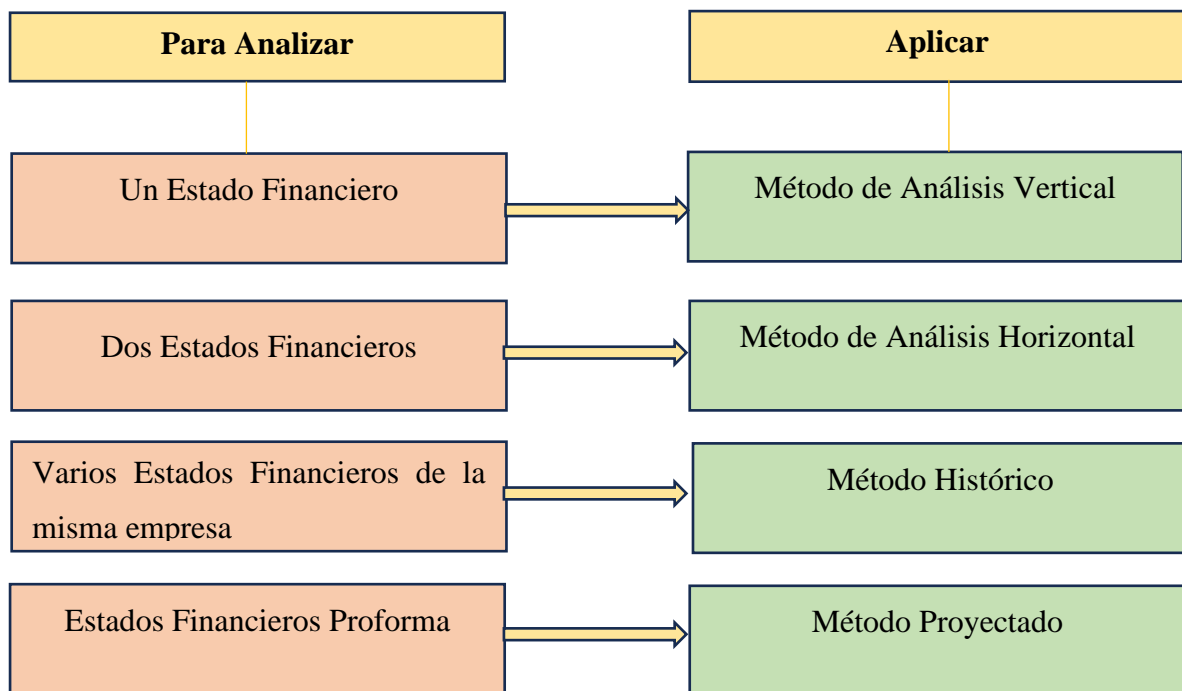 Para Analizar
Aplicar
Un Estado Financiero
Método de Análisis Vertical
Dos Estados Financieros
Método de Análisis Horizontal
Varios Estados Financieros de la
misma empresa
Método Histórico
Estados Financieros Proforma
Método Proyectado